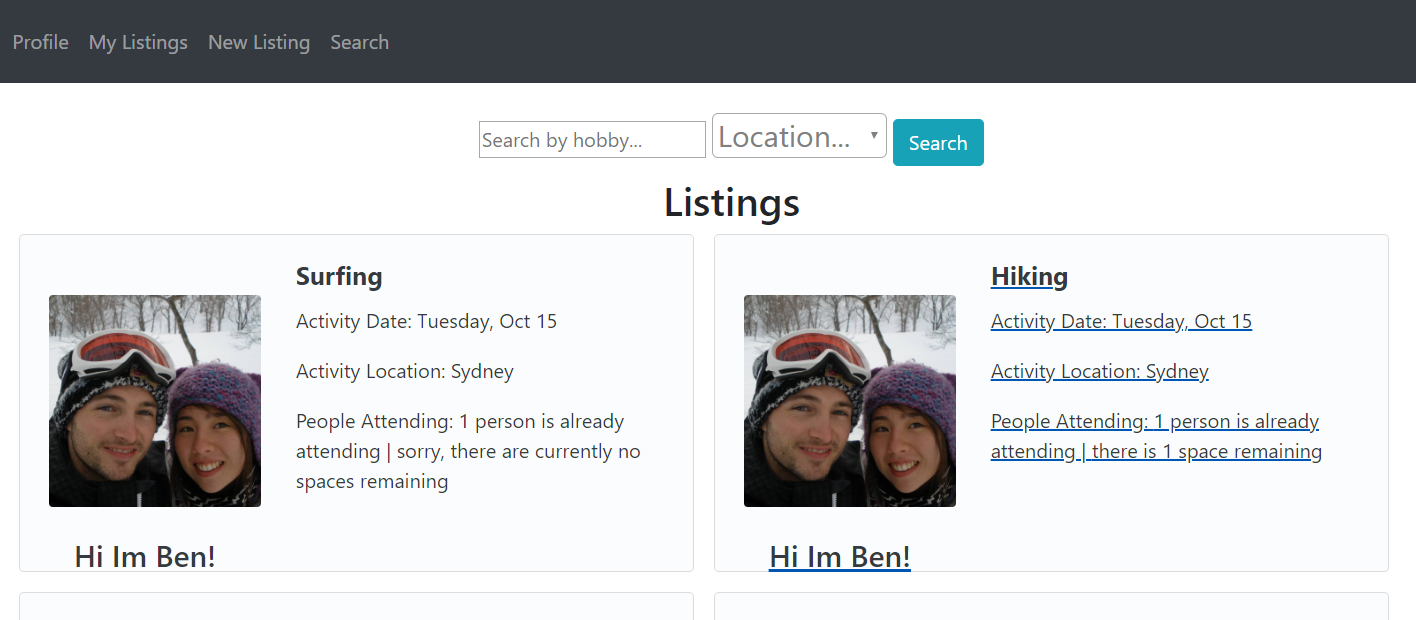 Profile My Listings New Listing Search
Search by hobby... Location... Search
Listings
Surfing
Activity Date: Tuesday, Oct 15
Activity Location: Sydney
People Attending: 1 person is already
attending | sorry, there are currently no
spaces remaining
Hi Im Ben!
Hiking
Activity Date: Tuesday, Oct 15
Activity Location: Sydney
People Attending: 1 person is already
attending | there is 1 space remaining
Hi Im Ben!